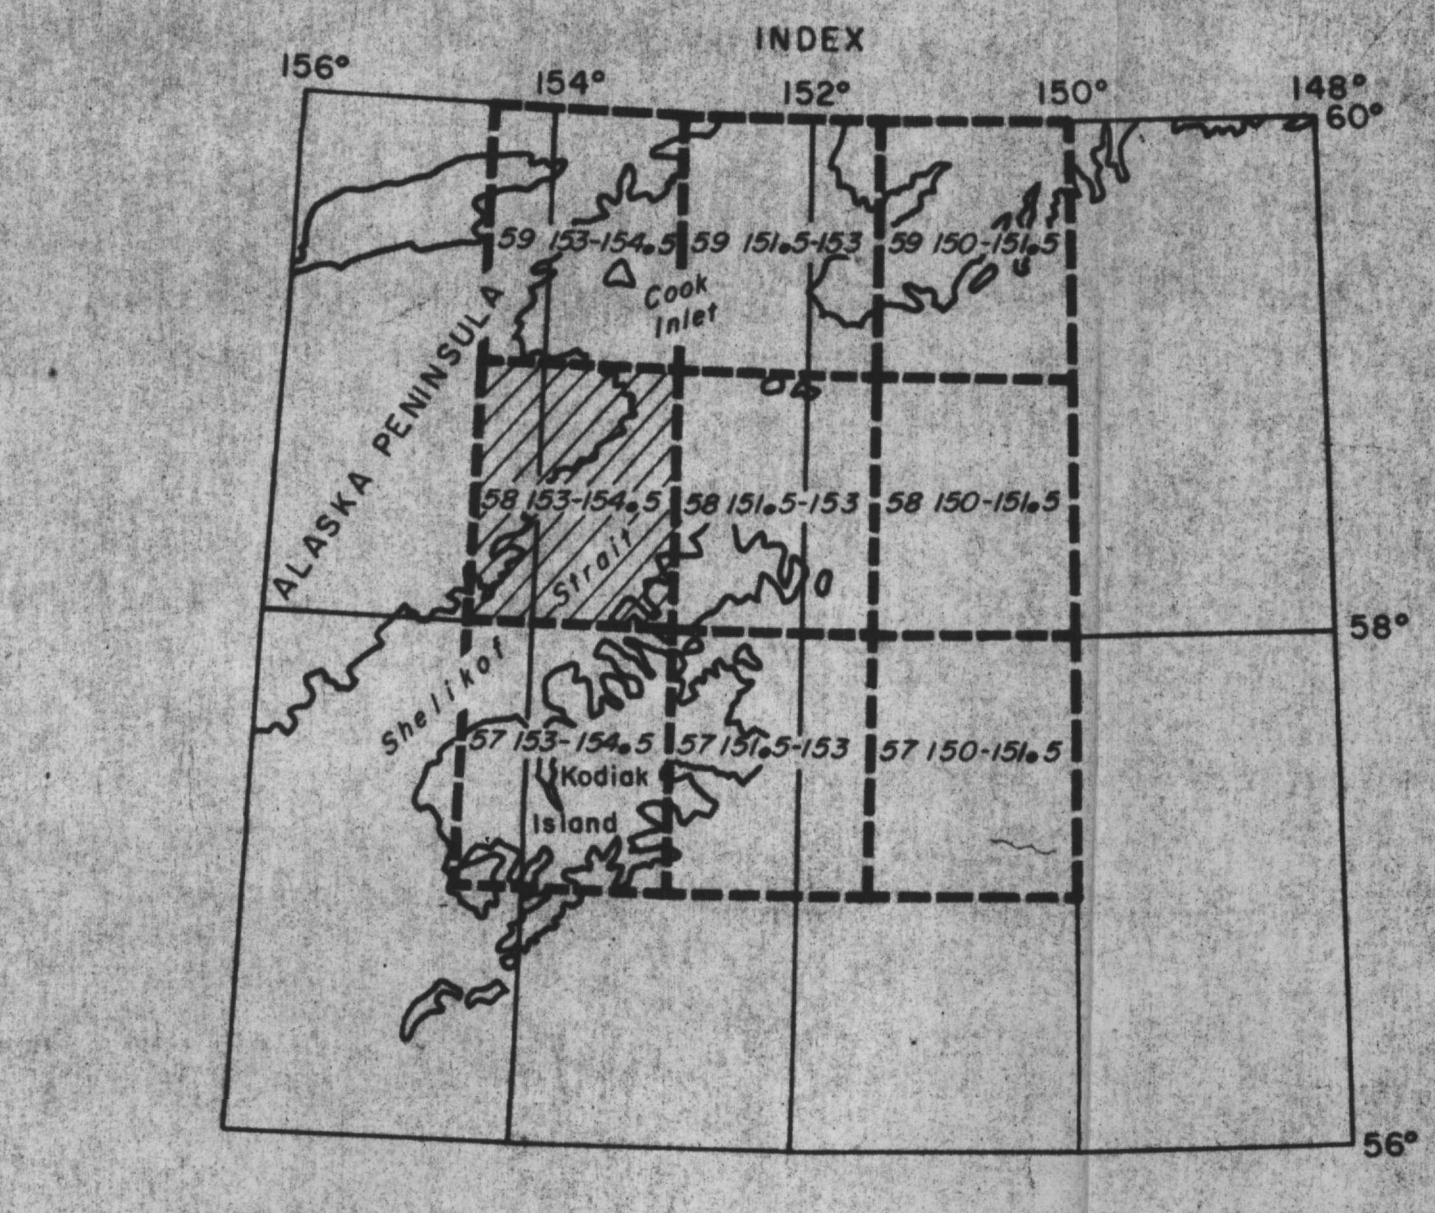 INDEX
156° 154° 152° 150° 148°
60°
59 153-154.5 59 151.5-153 59 150-151.5
Cook
Inlet
ALASKA PENINSULA
58 153-154.5 58 151.5-153 58 150-151.5
Shelikof Strait
58°
57 153-154.5 57 151.5-153 57 150-151.5
Kodiak
Island
56°